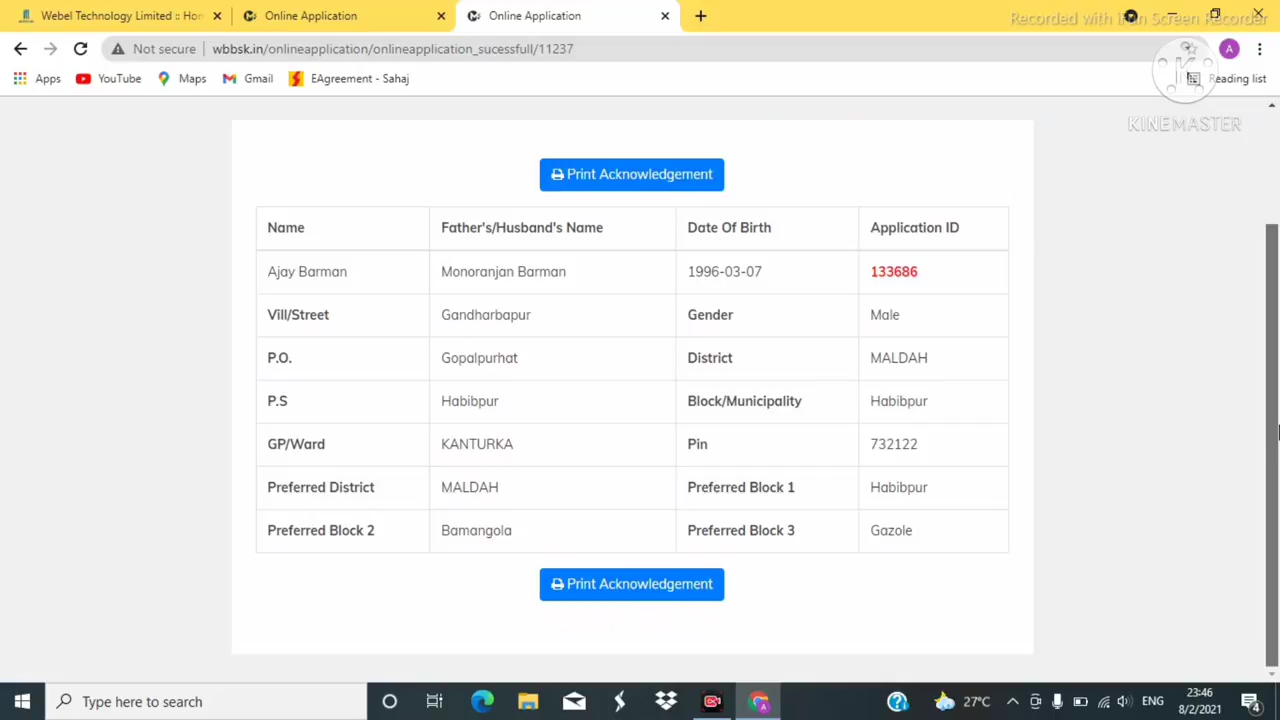 Webel Technology Limited :: Hon
Online Application
Online Application
Recorded with iFun Screen Recorder
Not secure
wbbsk.in/onlineapplication/onlineapplication_sucessfull/11237
A
Apps
YouTube
Maps
Gmail
EAgreement - Sahaj
Reading list
KINEMASTER
Print Acknowledgement
Name Father's/Husband's Name Date Of Birth Application ID
Ajay Barman Monoranjan Barman 1996-03-07 133686
Vill/Street Gandharbapur Gender Male
P.O. Gopalpurhat District MALDAH
P.S Habibpur Block/Municipality Habibpur
GP/Ward KANTURKA Pin 732122
Preferred District MALDAH Preferred Block 1 Habibpur
Preferred Block 2 Bamangola Preferred Block 3 Gazole
Print Acknowledgement
Type here to search
27°C
ENG
23:46
8/2/2021
4